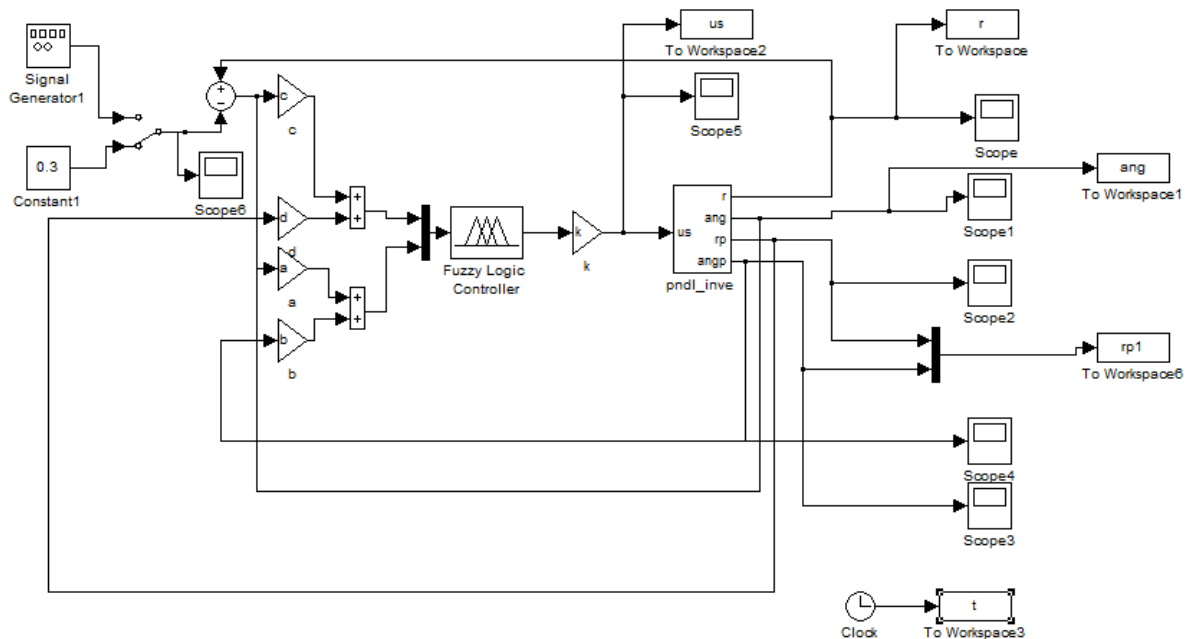 us
To Workspace2
r
To Workspace
Signal
Generator1
+
−
c
c
Scope5
Scope
0.3
Constant1
Scope6
ang
To Workspace1
+
+
d
d
us
r
ang
rp
angp
pndl_inve
Scope1
Fuzzy Logic
Controller
k
k
a
a
+
+
Scope2
b
b
rp1
To Workspace6
Scope4
Scope3
Clock
t
To Workspace3